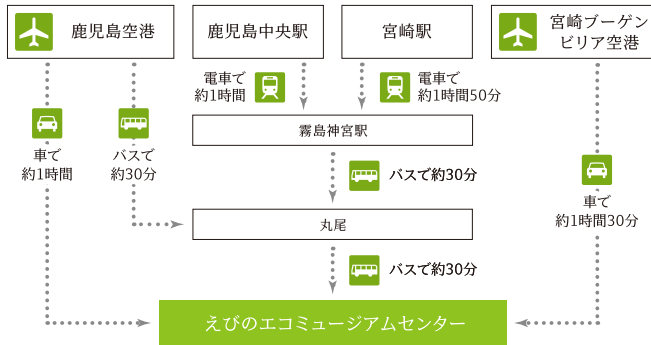 鹿児島空港
鹿児島中央駅
宮崎駅
宮崎ブーゲン
ビリア空港
電車で
約1時間
電車で
約1時間50分
車で
約1時間
バスで
約30分
霧島神宮駅
バスで約30分
車で
約1時間30分
丸尾
バスで約30分
えびのエコミュージアムセンター